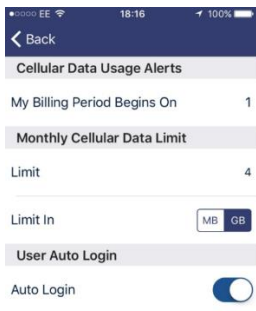 EE 18:16 100%
Back
Cellular Data Usage Alerts
My Billing Period Begins On 1
Monthly Cellular Data Limit
Limit 4
Limit In MB GB
User Auto Login
Auto Login